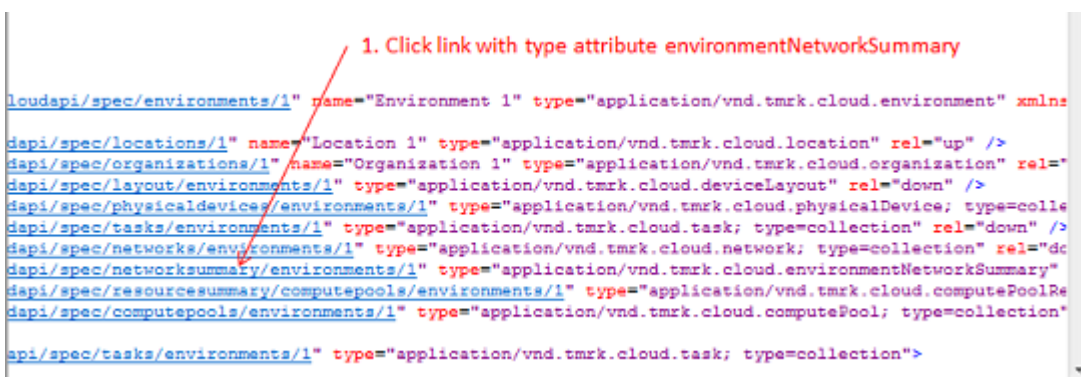 1. Click link with type attribute environmentNetworkSummary
loudapi/spec/environments/1" name="Environment 1" type="application/vnd.tmrk.cloud.environment" xmlns
dapi/spec/locations/1" name="Location 1" type="application/vnd.tmrk.cloud.location" rel="up" />
dapi/spec/organizations/1" name="Organization 1" type="application/vnd.tmrk.cloud.organization" rel="
dapi/spec/layout/environments/1" type="application/vnd.tmrk.cloud.deviceLayout" rel="down" />
dapi/spec/physicaldevices/environments/1" type="application/vnd.tmrk.cloud.physicalDevice; type=colle
dapi/spec/tasks/environments/1" type="application/vnd.tmrk.cloud.task; type=collection" rel="down" />
dapi/spec/networks/environments/1" type="application/vnd.tmrk.cloud.network; type=collection" rel="do
dapi/spec/networksummary/environments/1" type="application/vnd.tmrk.cloud.environmentNetworkSummary"
dapi/spec/resourcesummary/computepools/environments/1" type="application/vnd.tmrk.cloud.computePoolRe
dapi/spec/computepools/environments/1" type="application/vnd.tmrk.cloud.computePool; type=collection"
api/spec/tasks/environments/1" type="application/vnd.tmrk.cloud.task; type=collection">